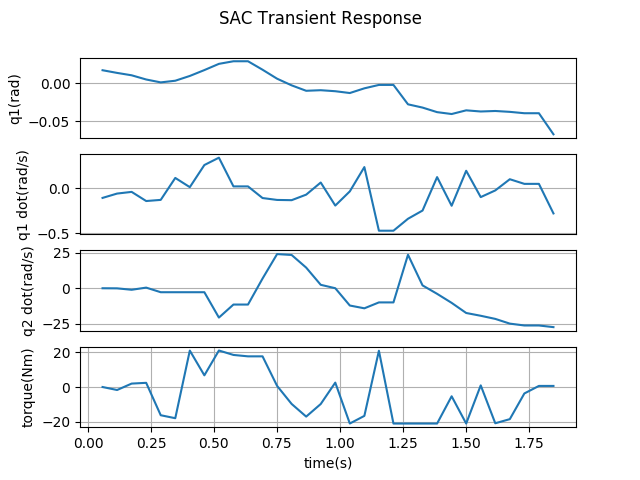 SAC Transient Response
q1(rad)
0.00
−0.05
q1 dot(rad/s)
0.0
−0.5
q2 dot(rad/s)
25
0
−25
torque(Nm)
20
0
−20
0.00 0.25 0.50 0.75 1.00 1.25 1.50 1.75
time(s)